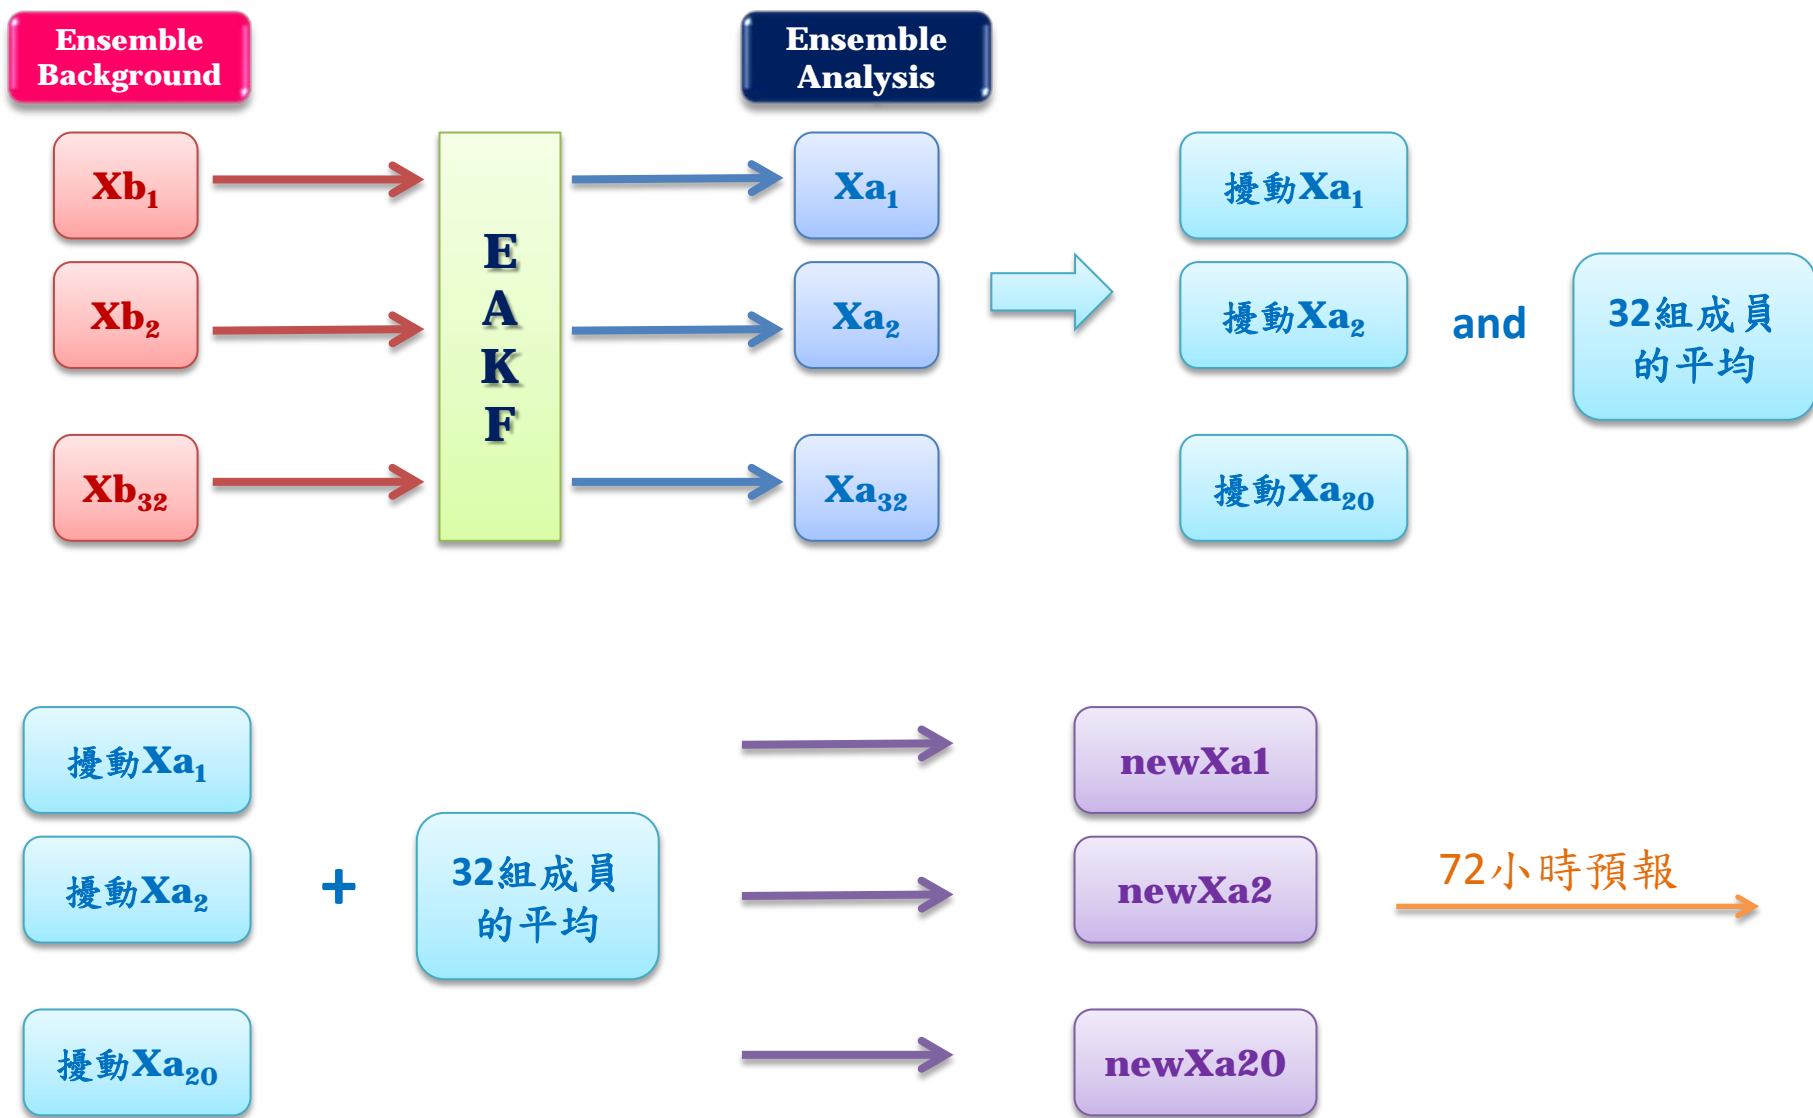 Ensemble
Background
Ensemble
Analysis
Xb₁
Xb₂
Xb₃₂
E
A
K
F
Xa₁
Xa₂
Xa₃₂
擾動Xa₁
擾動Xa₂
擾動Xa₂₀
and
32組成員
的平均
擾動Xa₁
擾動Xa₂
擾動Xa₂₀
+
32組成員
的平均
newXa1
newXa2
newXa20
72小時預報